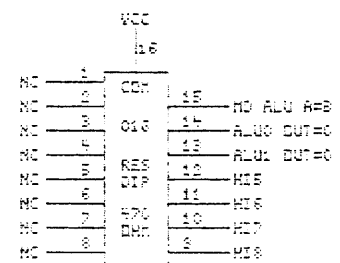 VCC
16
NC 1 COM
NC 2 15 MD ALU A=B
NC 3 O16 14 ALU0 OUT=0
NC 4 13 ALU1 OUT=0
NC 5 RES DIP 12 HI5
NC 6 11 HI6
NC 7 470 OHM 10 HI7
NC 8 9 HI8